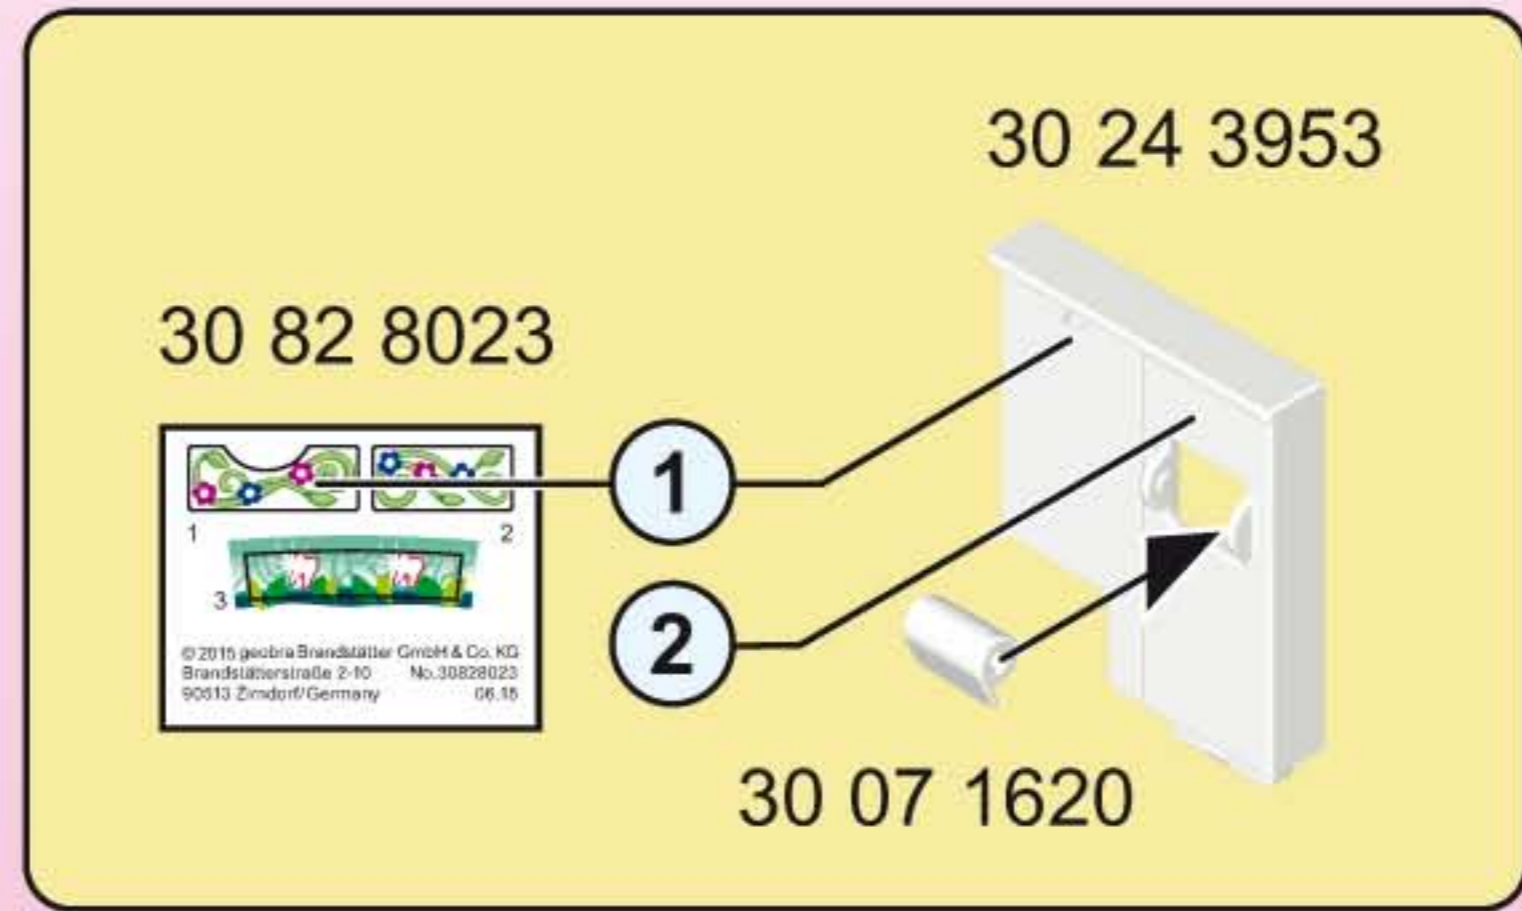 30 24 3953
30 82 8023
1
2
1 2
3
© 2015 geobra Brandstätter GmbH & Co. KG
Brandstätterstraße 2-10 No.30828023
90513 Zirndorf/Germany 06.15
30 07 1620